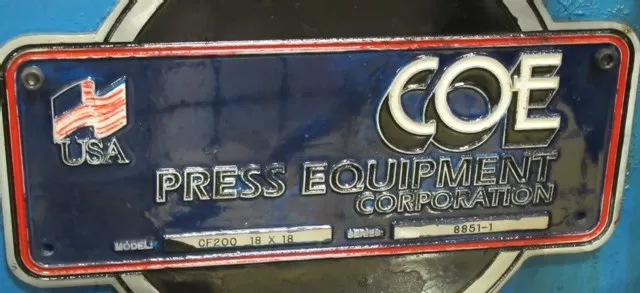 COE
USA
PRESS EQUIPMENT
CORPORATION
MODEL: CF200 18 X 18 SERIES: 8851-1